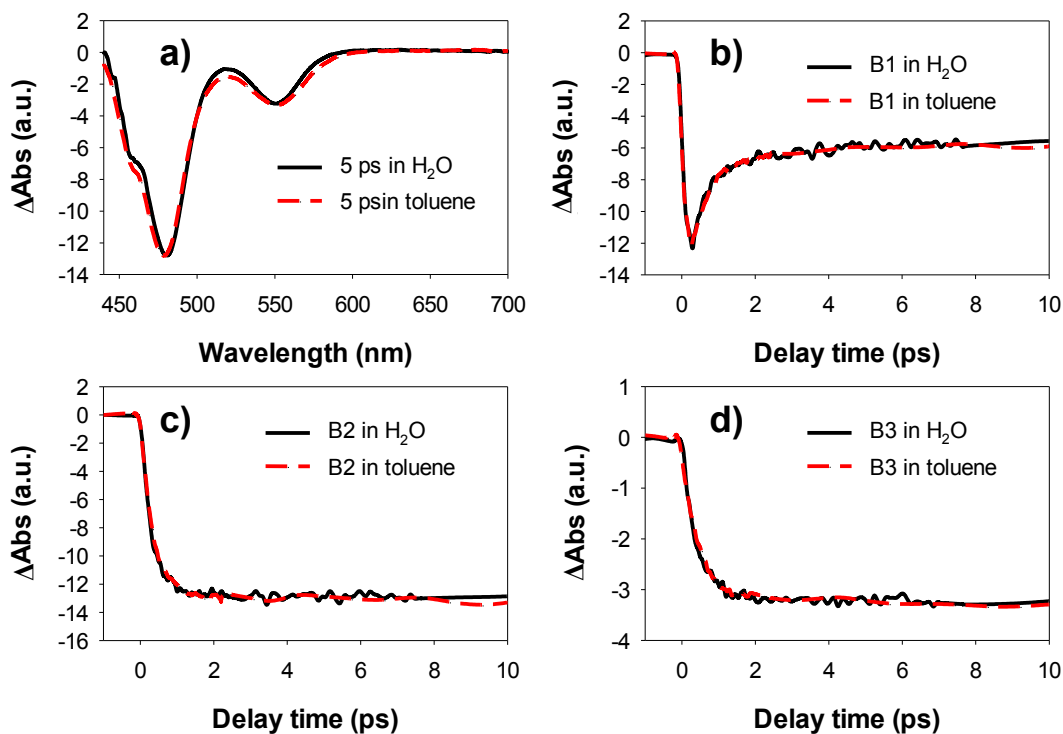 a)
ΔAbs (a.u.)
2
0
-2
-4
-6
-8
-10
-12
-14
5 ps in H₂O
5 psin toluene
450 500 550 600 650 700
Wavelength (nm)
b)
ΔAbs (a.u.)
2
0
-2
-4
-6
-8
-10
-12
-14
B1 in H₂O
B1 in toluene
0 2 4 6 8 10
Delay time (ps)
c)
ΔAbs (a.u.)
2
0
-2
-4
-6
-8
-10
-12
-14
-16
B2 in H₂O
B2 in toluene
0 2 4 6 8 10
Delay time (ps)
d)
ΔAbs (a.u.)
1
0
-1
-2
-3
-4
B3 in H₂O
B3 in toluene
0 2 4 6 8 10
Delay time (ps)